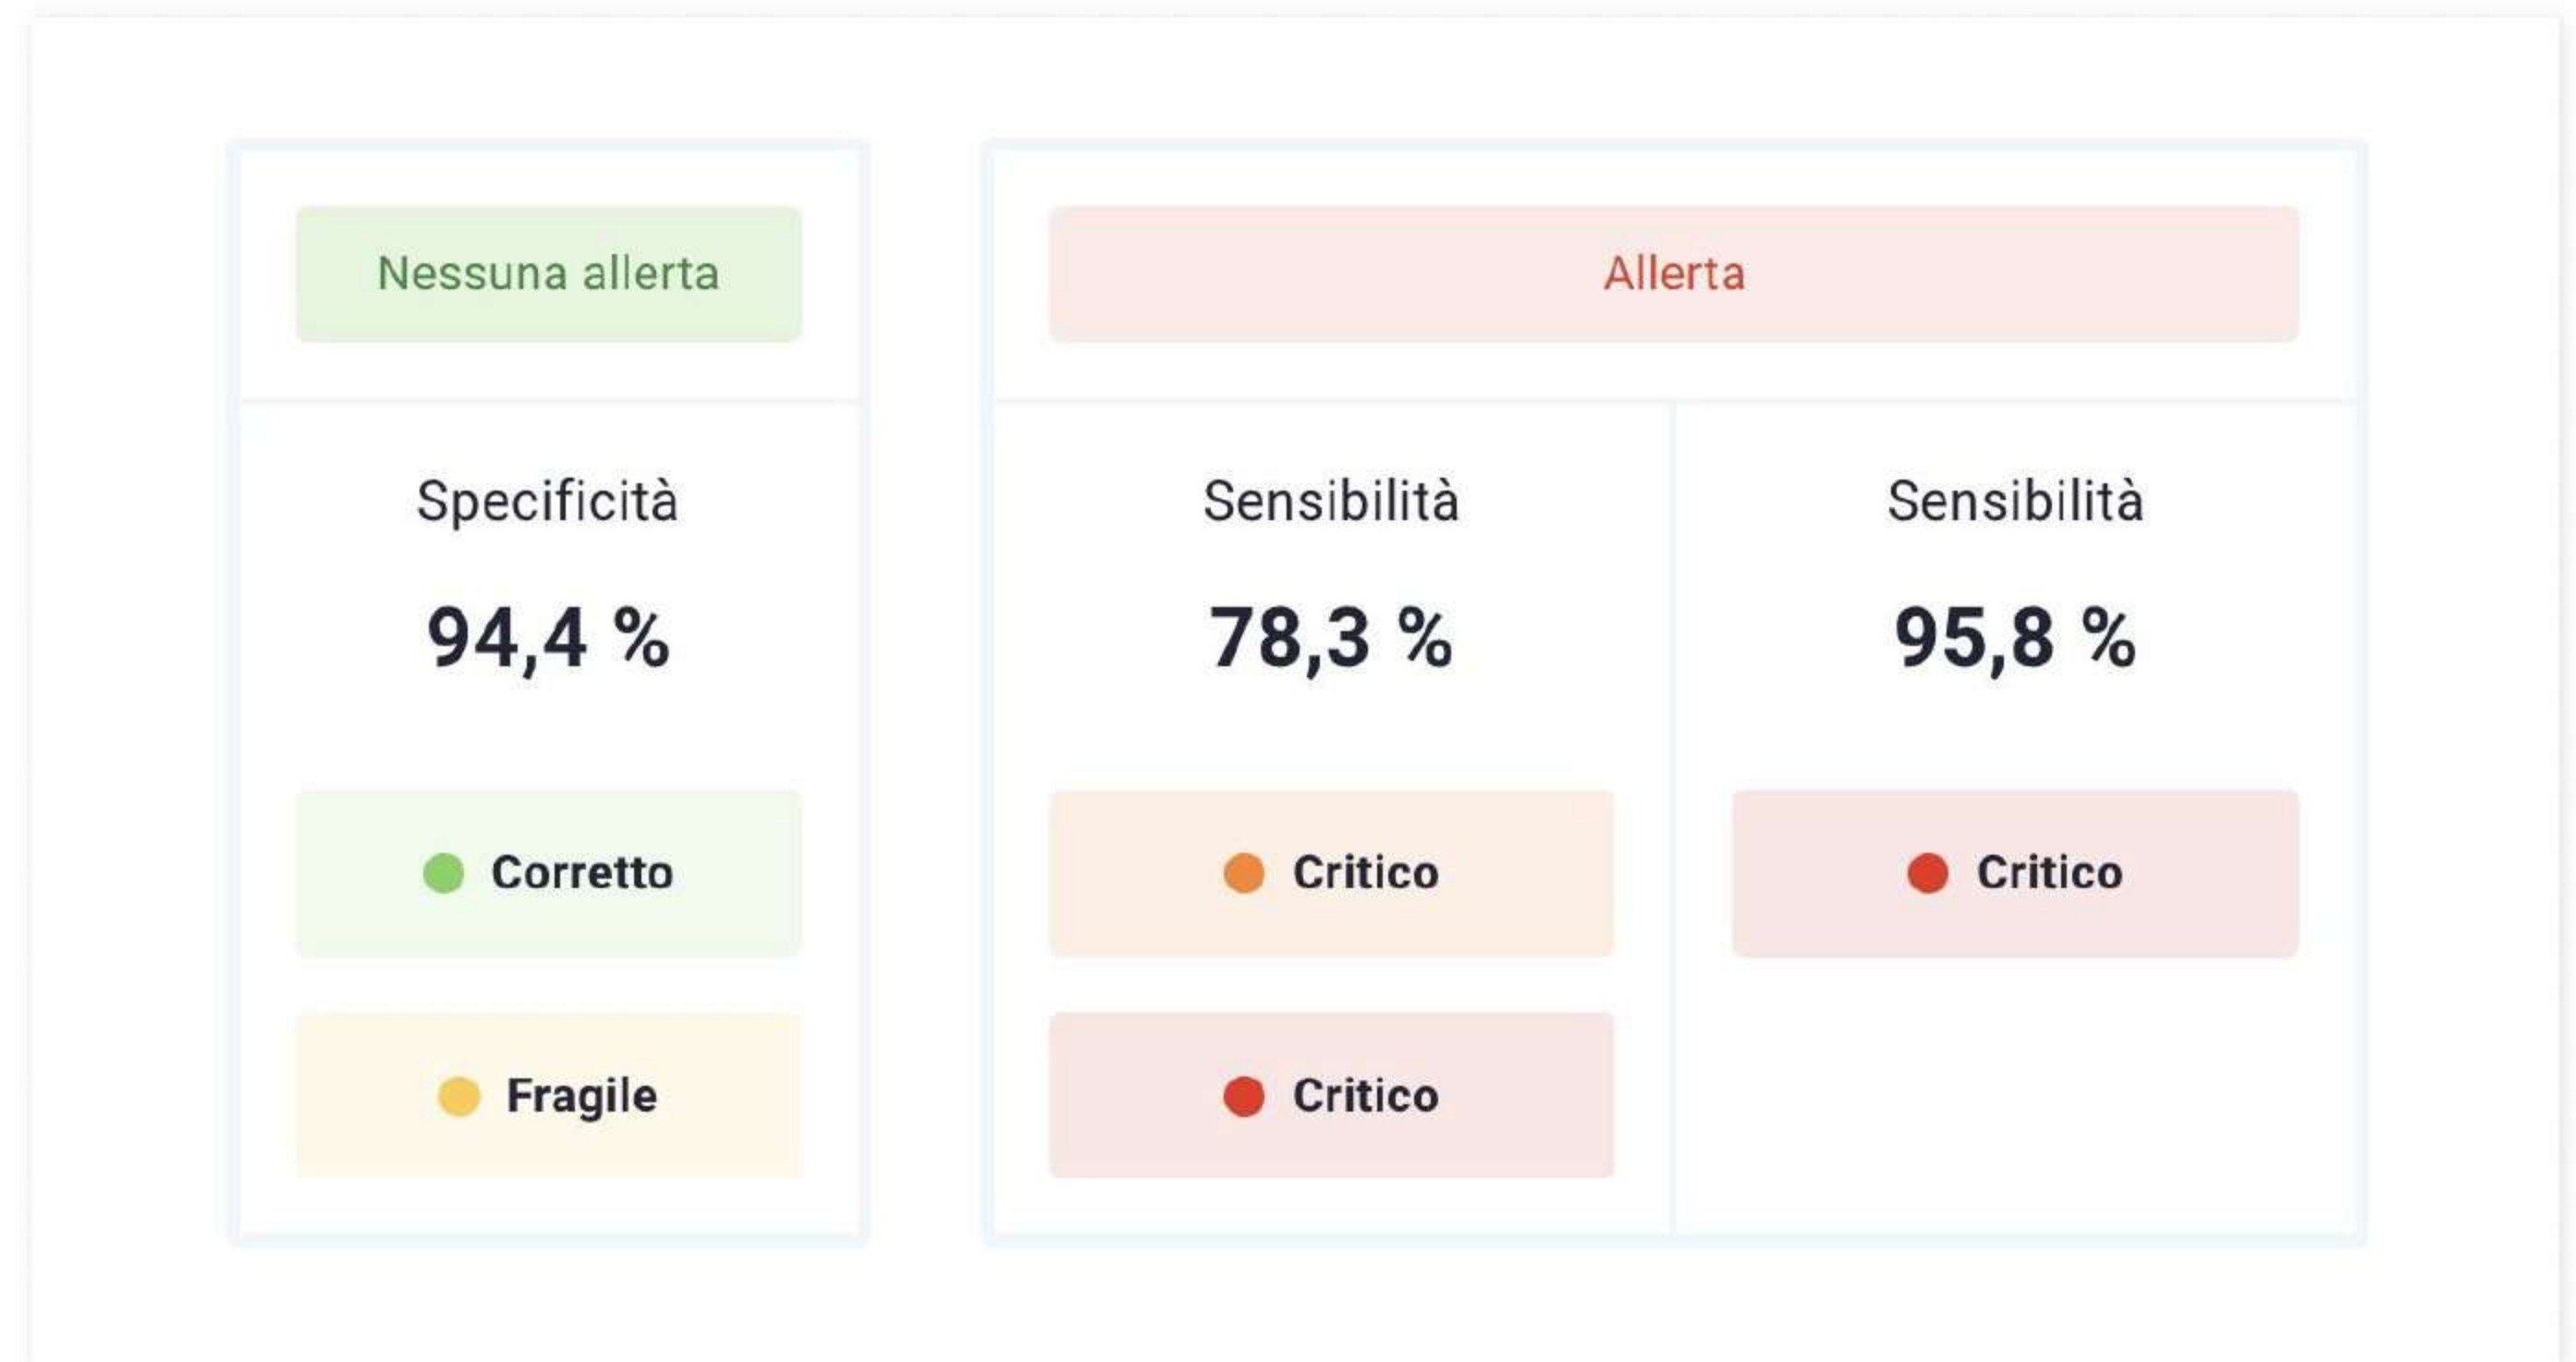 Nessuna allerta
Specificità
94,4 %
Corretto
Fragile
Allerta
Sensibilità
78,3 %
Critico
Critico
Sensibilità
95,8 %
Critico